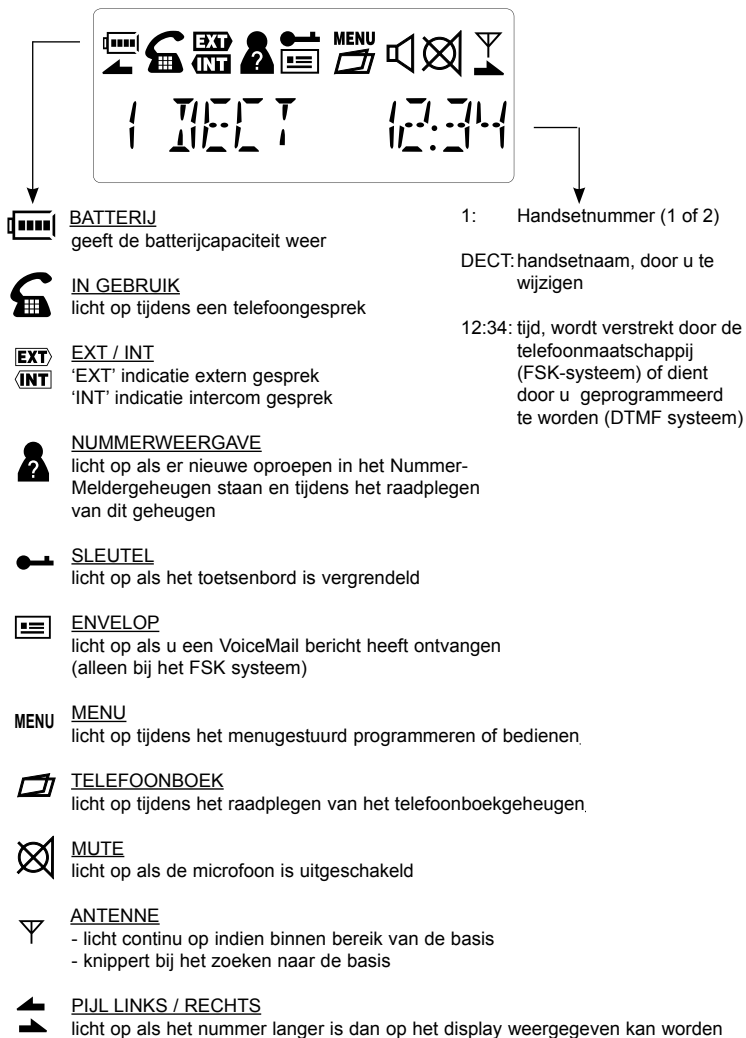 EXT MENU
INT ?
1 DECT 12:34
BATTERIJ
geeft de batterijcapaciteit weer
IN GEBRUIK
licht op tijdens een telefoongesprek
EXT
INT
EXT / INT
‘EXT’ indicatie extern gesprek
‘INT’ indicatie intercom gesprek
?
NUMMERWEERGAVE
licht op als er nieuwe oproepen in het Nummer-
Meldergeheugen staan en tijdens het raadplegen
van dit geheugen
SLEUTEL
licht op als het toetsenbord is vergrendeld
ENVELOP
licht op als u een VoiceMail bericht heeft ontvangen
(alleen bij het FSK systeem)
MENU MENU
licht op tijdens het menugestuurd programmeren of bedienen.
TELEFOONBOEK
licht op tijdens het raadplegen van het telefoonboekgeheugen.
MUTE
licht op als de microfoon is uitgeschakeld
ANTENNE
- licht continu op indien binnen bereik van de basis
- knippert bij het zoeken naar de basis
PIJL LINKS / RECHTS
licht op als het nummer langer is dan op het display weergegeven kan worden
1: Handsetnummer (1 of 2)
DECT: handsetnaam, door u te
wijzigen
12:34: tijd, wordt verstrekt door de
telefoonmaatschappij
(FSK-systeem) of dient
door u geprogrammeerd
te worden (DTMF systeem)